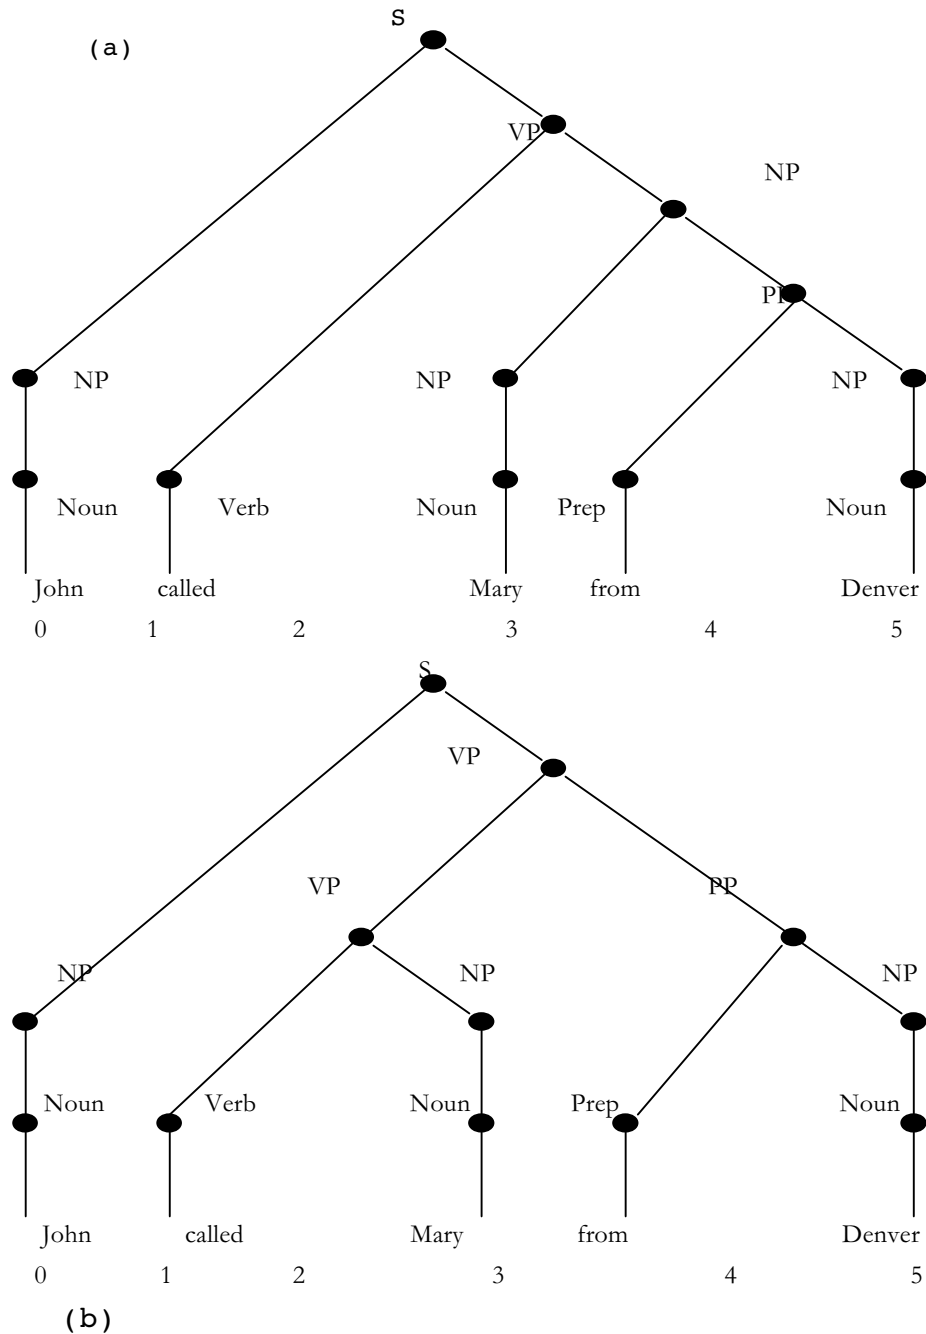 S
(a)
VP
NP
PP
NP NP NP
Noun Verb Noun Prep Noun
John called Mary from Denver
0 1 2 3 4 5
S
VP
VP PP
NP NP NP
Noun Verb Noun Prep Noun
John called Mary from Denver
0 1 2 3 4 5
(b)